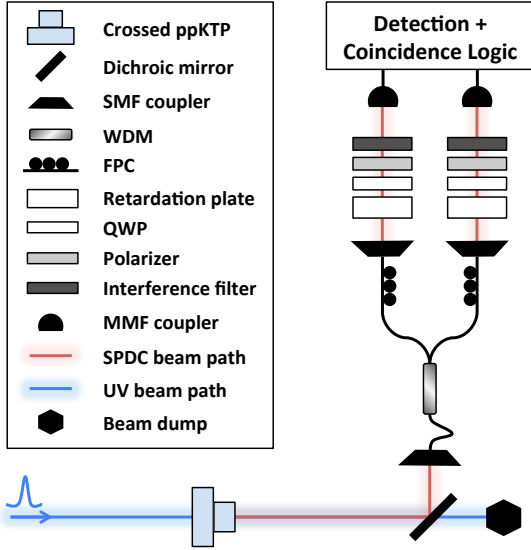 Crossed ppKTP
Dichroic mirror
SMF coupler
WDM
FPC
Retardation plate
QWP
Polarizer
Interference filter
MMF coupler
SPDC beam path
UV beam path
Beam dump
Detection +
Coincidence Logic